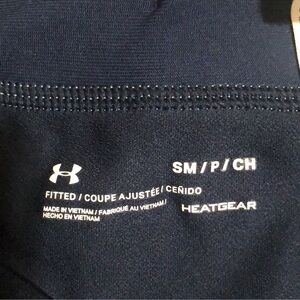 SM / P / CH
FITTED / COUPE AJUSTÉE / CEÑIDO
MADE IN VIETNAM / FABRIQUÉ AU VIETNAM /
HECHO EN VIETNAM
HEATGEAR